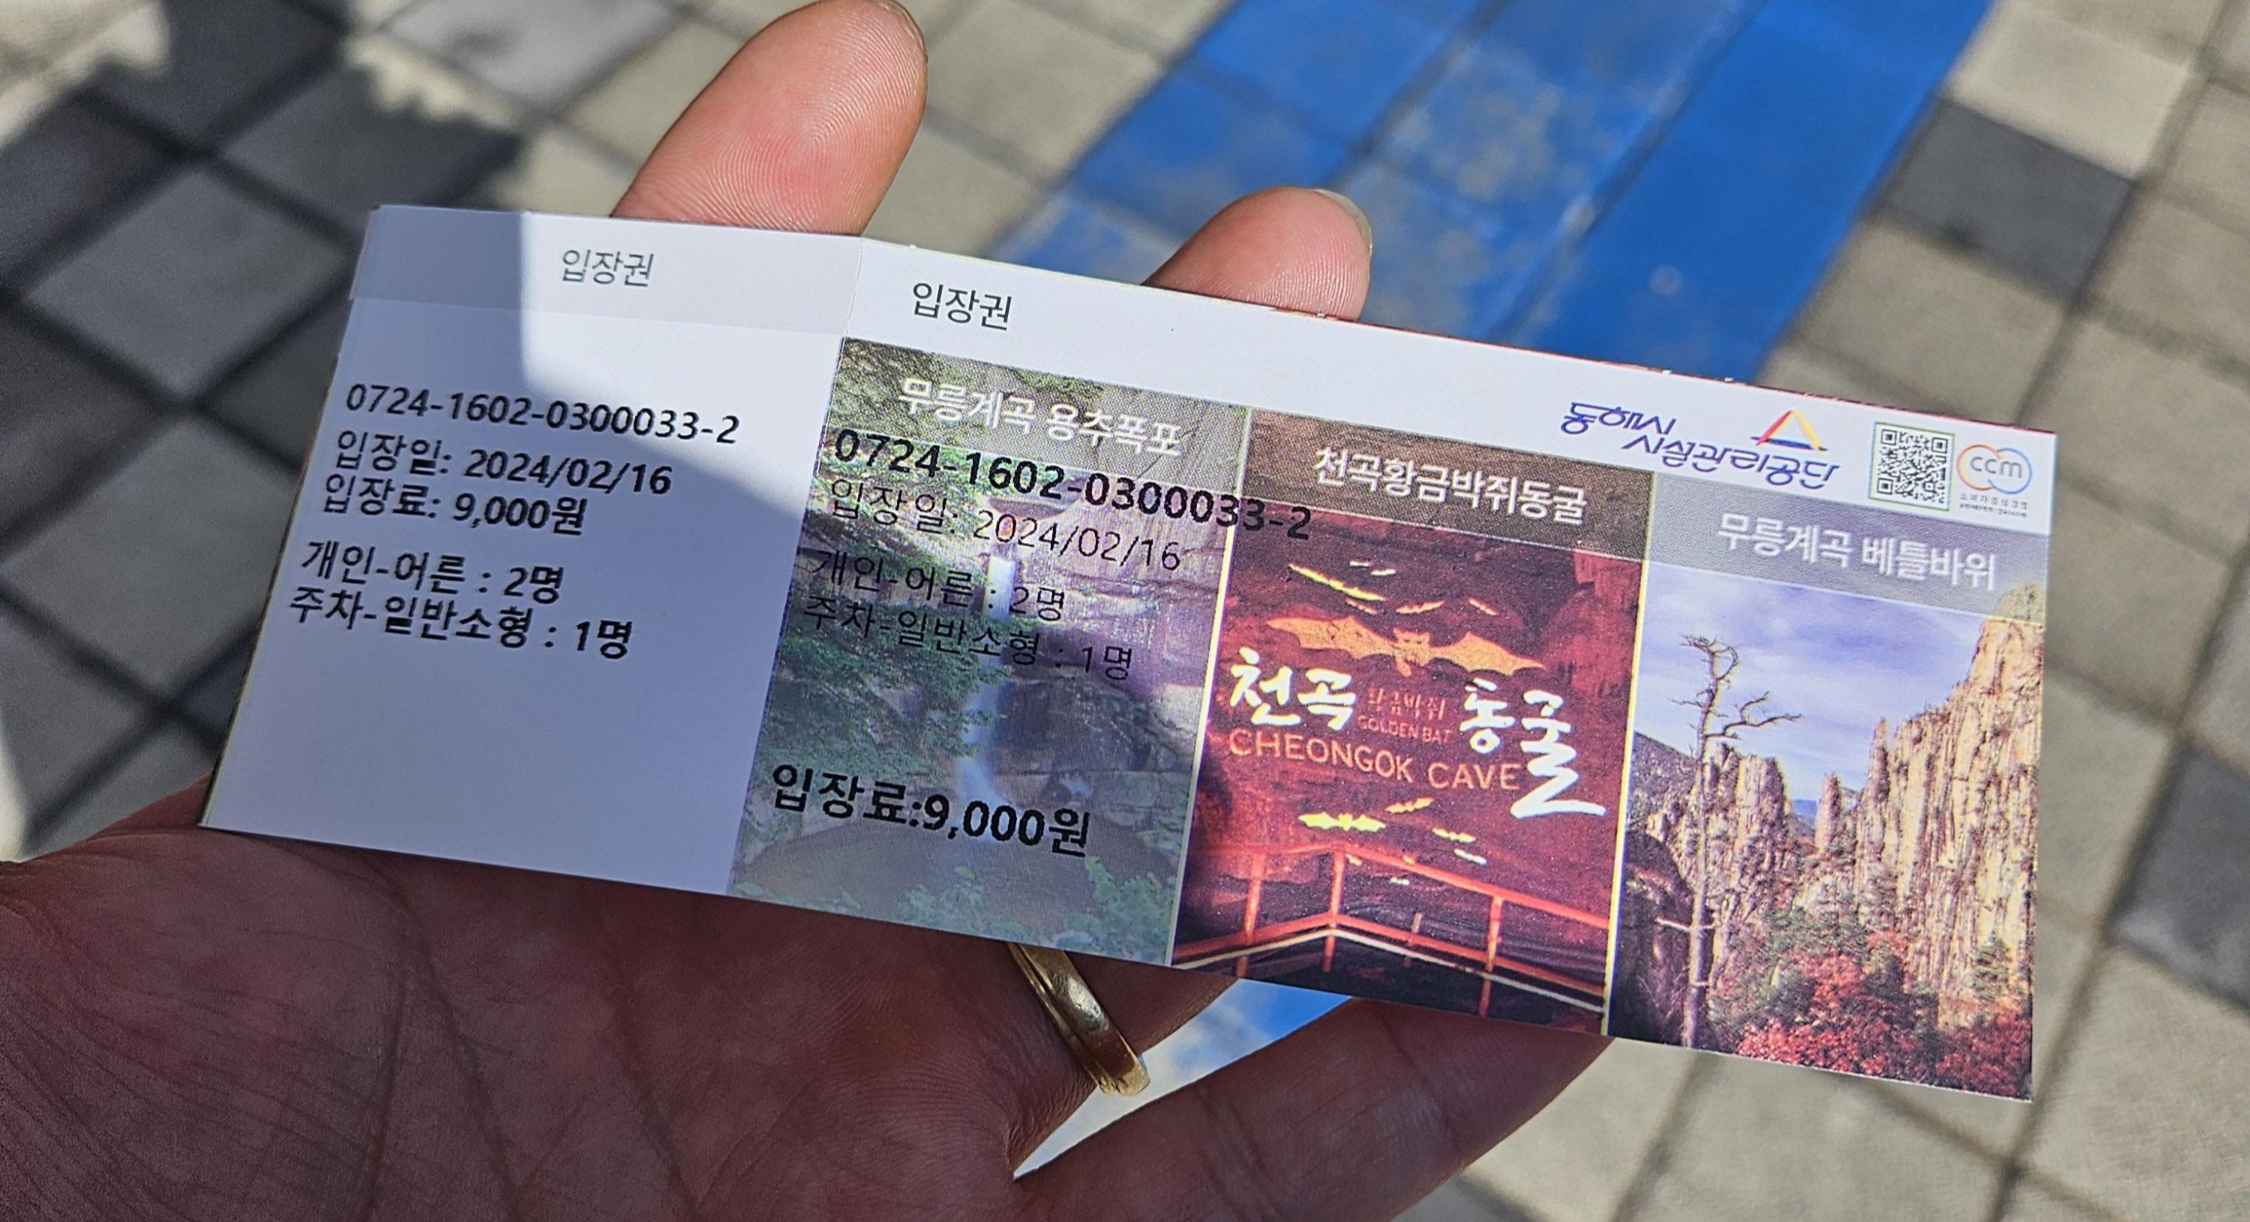 입장권
0724-1602-0300033-2
입장일: 2024/02/16
입장료: 9,000원
개인-어른 : 2명
주차-일반소형 : 1명
입장권
동해시
시설관리공단
ccm
무릉계곡 용추폭포
0724-1602-0300033-2
입장일: 2024/02/16
개인-어른 : 2명
주차-일반소형 : 1명
입장료:9,000원
천곡황금박쥐동굴
천곡 황금박쥐 동굴
GOLDEN BAT
CHEONGOK CAVE
무릉계곡 베틀바위